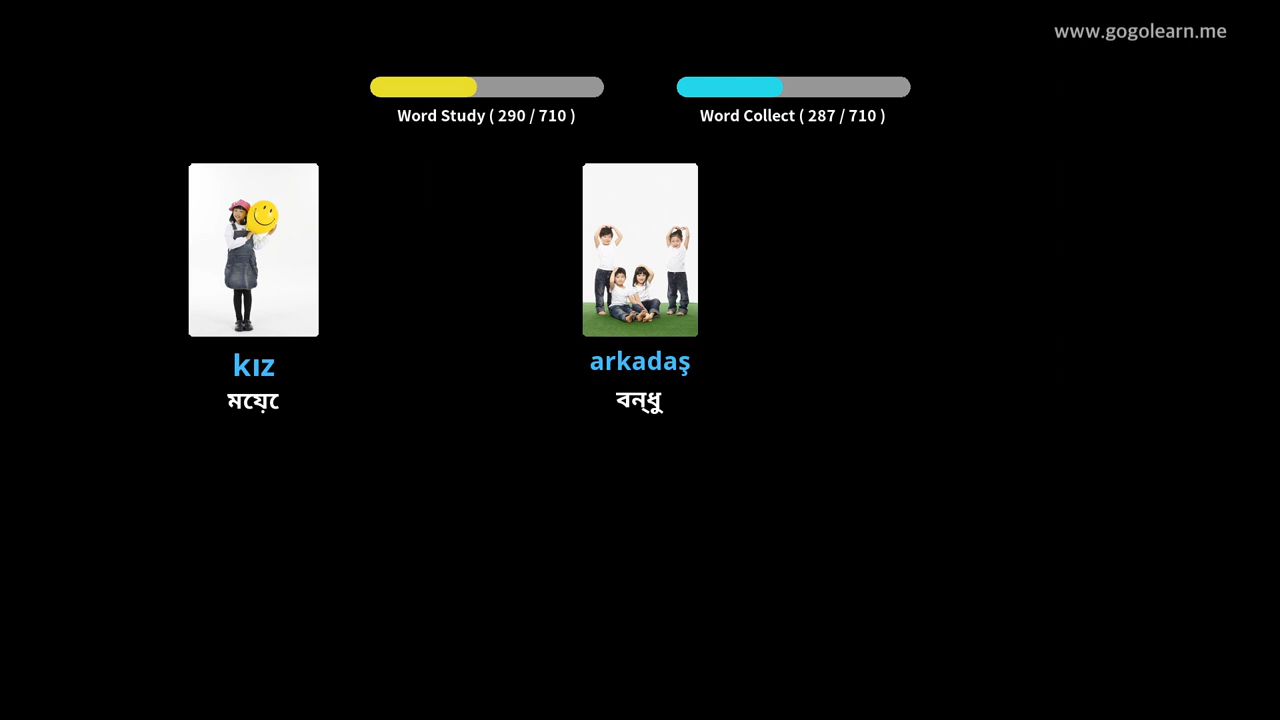 www.gogolearn.me
Word Study ( 290 / 710 )
Word Collect ( 287 / 710 )
kız
মেয়ে
arkadaş
বন্ধু